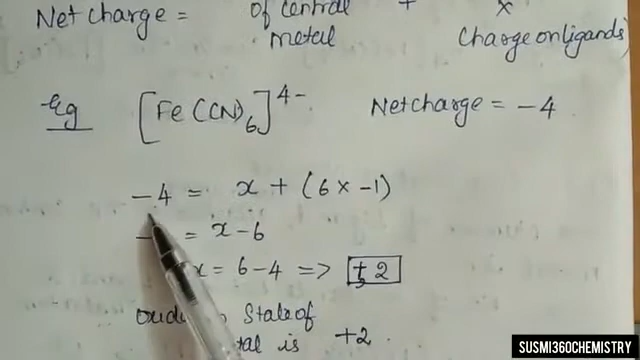 Net charge = of central + x
metal Charge on ligands)
Eg [Fe(CN)6]4- Net charge = -4
-4 = x + (6 x -1)
= x-6
x = 6-4 => +2
State of
is +2.
SUSMI360CHEMISTRY